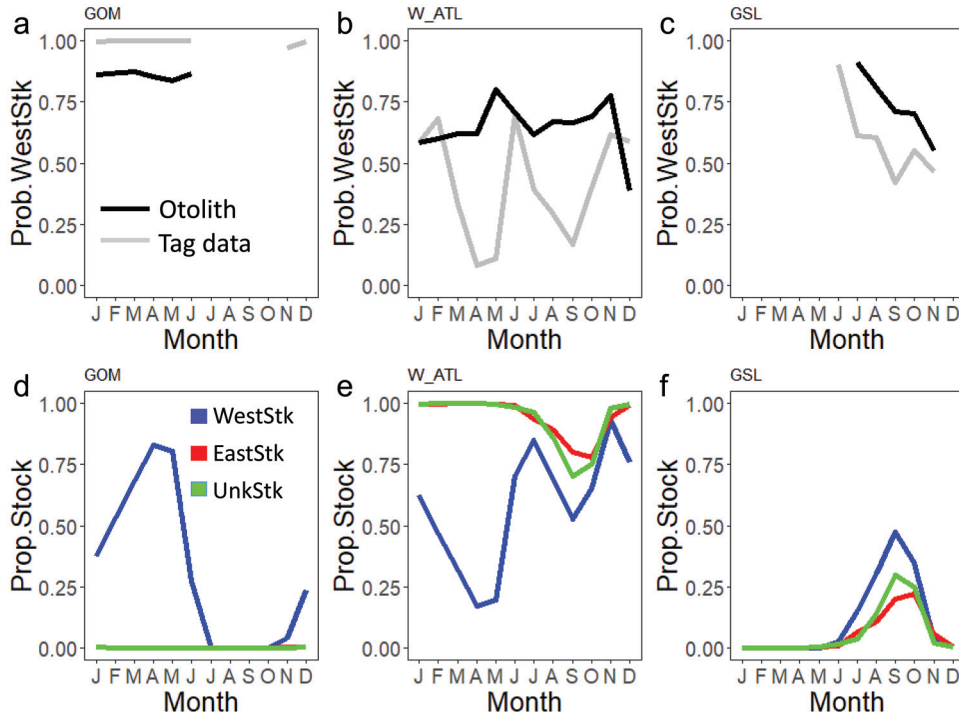 a GOM
b W_ATL
c GSL
Prob.WestStk
1.00
0.75
0.50
0.25
0.00
Otolith
Tag data
J F M A M J J A S O N D
Month
Prob.WestStk
1.00
0.75
0.50
0.25
0.00
J F M A M J J A S O N D
Month
Prob.WestStk
1.00
0.75
0.50
0.25
0.00
J F M A M J J A S O N D
Month
d GOM
e W_ATL
f GSL
Prop.Stock
1.00
0.75
0.50
0.25
0.00
WestStk
EastStk
UnkStk
J F M A M J J A S O N D
Month
Prop.Stock
1.00
0.75
0.50
0.25
0.00
J F M A M J J A S O N D
Month
Prop.Stock
1.00
0.75
0.50
0.25
0.00
J F M A M J J A S O N D
Month